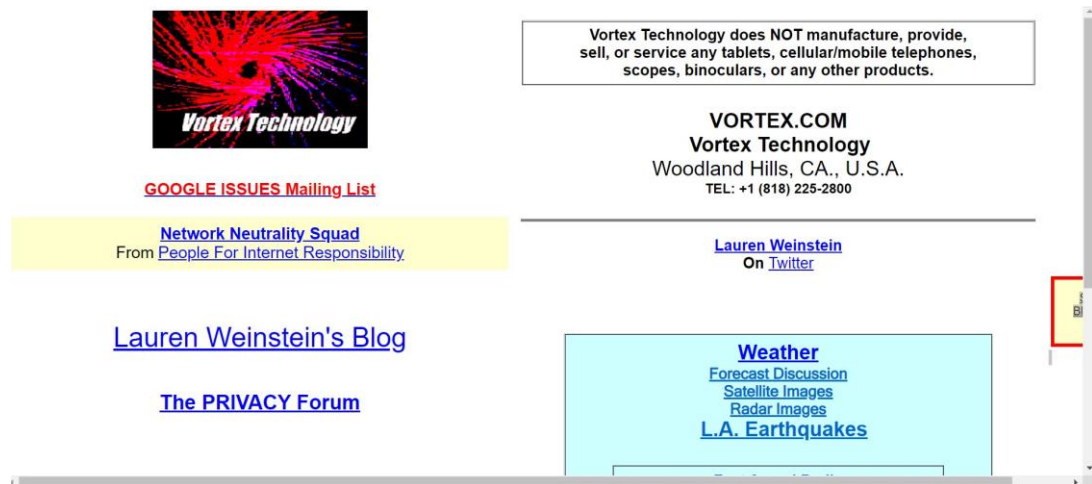 Vortex Technology
GOOGLE ISSUES Mailing List
Network Neutrality Squad
From People For Internet Responsibility
Lauren Weinstein's Blog
The PRIVACY Forum
Vortex Technology does NOT manufacture, provide,
sell, or service any tablets, cellular/mobile telephones,
scopes, binoculars, or any other products.
VORTEX.COM
Vortex Technology
Woodland Hills, CA., U.S.A.
TEL: +1 (818) 225-2800
Lauren Weinstein
On Twitter
Weather
Forecast Discussion
Satellite Images
Radar Images
L.A. Earthquakes